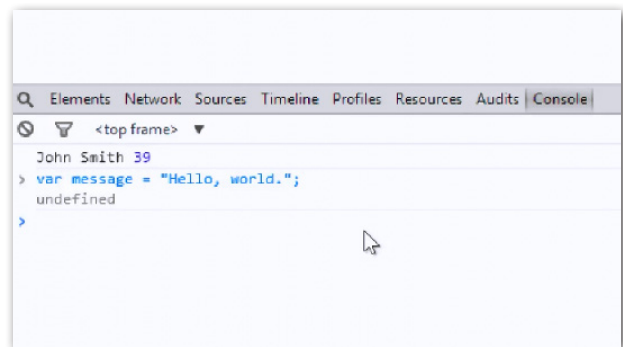 Elements Network Sources Timeline Profiles Resources Audits Console
<top frame> ▼
John Smith 39
> var message = "Hello, world.";
undefined
>